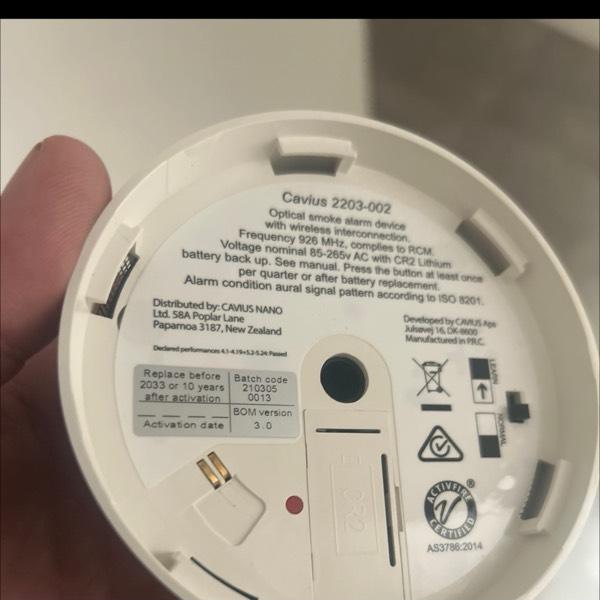 Cavius 2203-002
Optical smoke alarm device
with wireless interconnection.
Frequency 926 MHz, complies to RCM.
Voltage nominal 85-265v AC with CR2 Lithium
battery back up. See manual. Press the button at least once
per quarter or after battery replacement.
Alarm condition aural signal pattern according to ISO 8201.
Distributed by: CAVIUS NANO
Ltd. 58A Poplar Lane
Papamoa 3187, New Zealand
Developed by CAVIUS Aps
Julsøvej 16, DK-8600
Manufactured in P.R.C.
Declared performances 4.1-4.19+5.2-5.24: Passed
Replace before
2033 or 10 years
after activation
Activation date
Batch code
210305
0013
BOM version
3.0
LEARN
NORMAL
CR2
ACTIVFIRE®
CERTIFIED
AS3786:2014